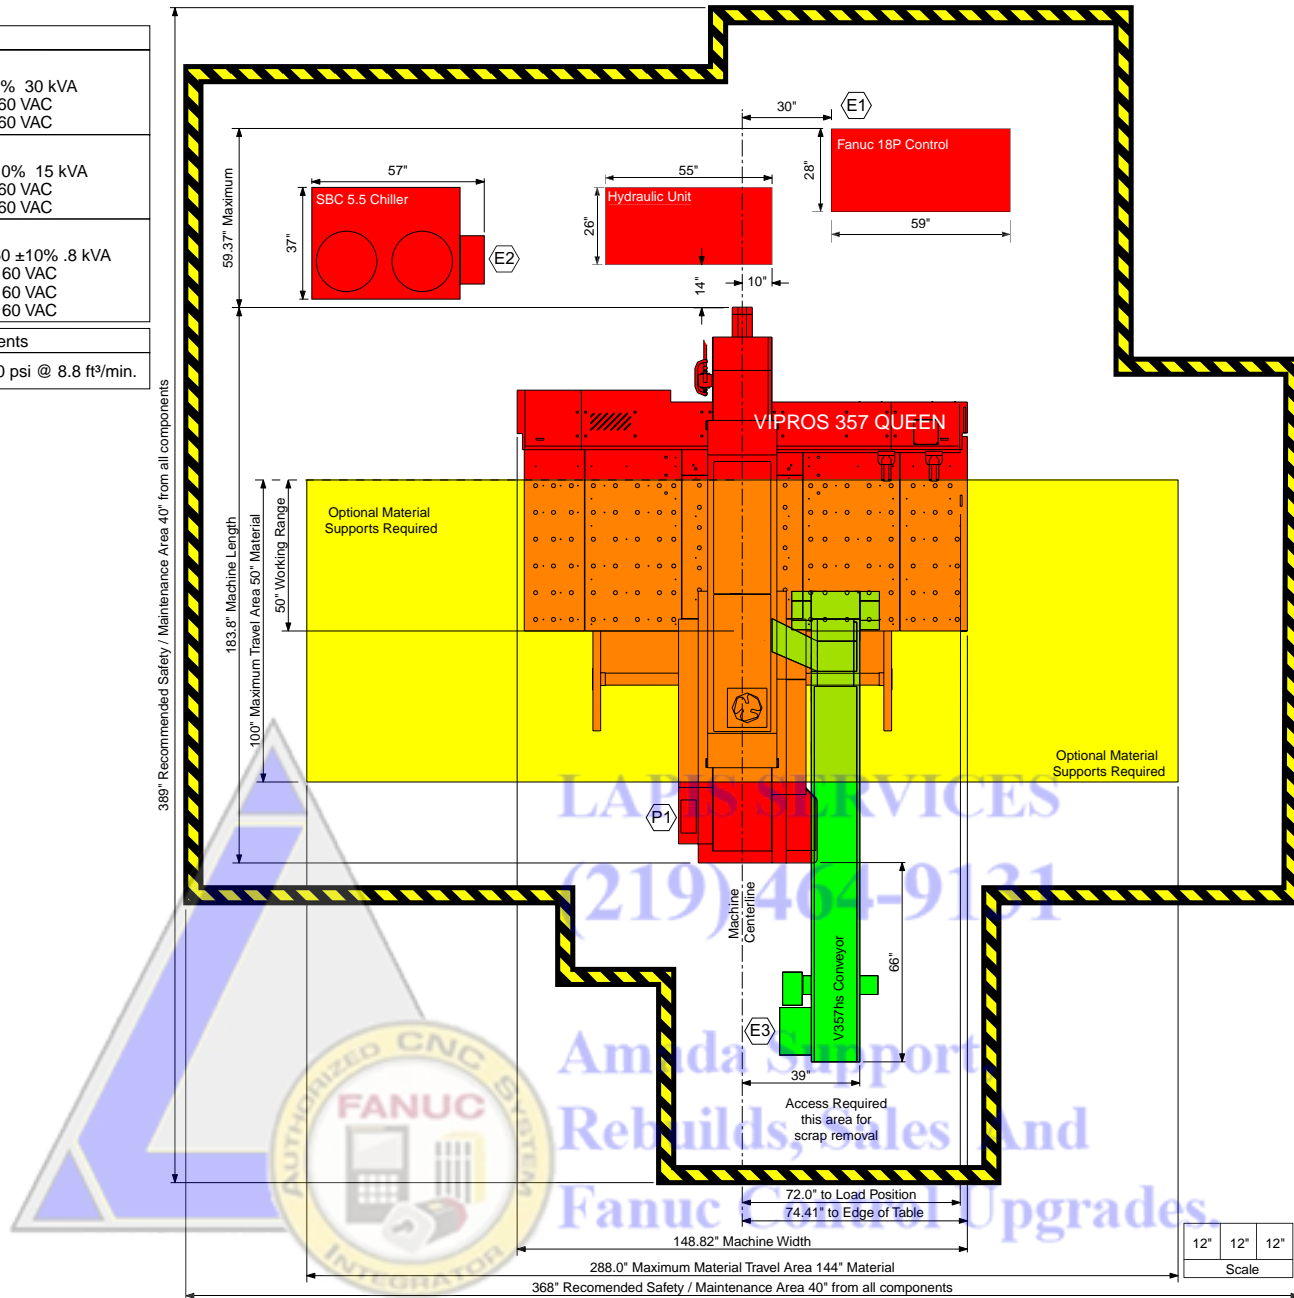 % 30 kVA
60 VAC
60 VAC
0% 15 kVA
60 VAC
60 VAC
60 ±10% .8 kVA
60 VAC
60 VAC
60 VAC
ents
0 psi @ 8.8 ft³/min.
30"
E1
Fanuc 18P Control
28"
59"
57"
SBC 5.5 Chiller
37"
E2
55"
Hydraulic Unit
26"
14"
10"
59.37" Maximum
VIPROS 357 QUEEN
389" Recommended Safety / Maintenance Area 40" from all components
183.8" Machine Length
100" Maximum Travel Area 50" Material
50" Working Range
Optional Material
Supports Required
Optional Material
Supports Required
P1
LAPIS SERVICES
(219) 464-9131
Machine
Centerline
V357hs Conveyor
66"
E3
39"
Access Required
this area for
scrap removal
Amada Support
Rebuilds, Sales And
Fanuc Control Upgrades.
AUTHORIZED CNC SYSTEM
FANUC
INTEGRATOR
72.0" to Load Position
74.41" to Edge of Table
148.82" Machine Width
288.0" Maximum Material Travel Area 144" Material
368" Recomended Safety / Maintenance Area 40" from all components
12" 12" 12"
Scale